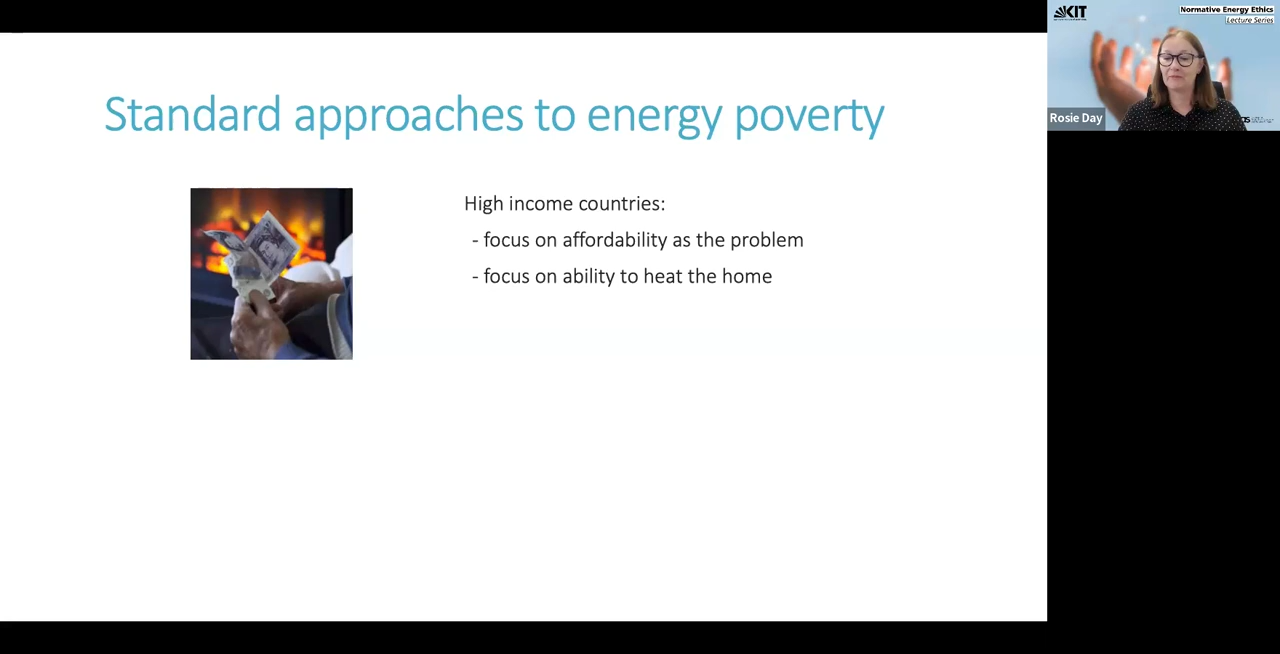 KIT
Normative Energy Ethics
Lecture Series
Rosie Day
Standard approaches to energy poverty
High income countries:
- focus on affordability as the problem
- focus on ability to heat the home